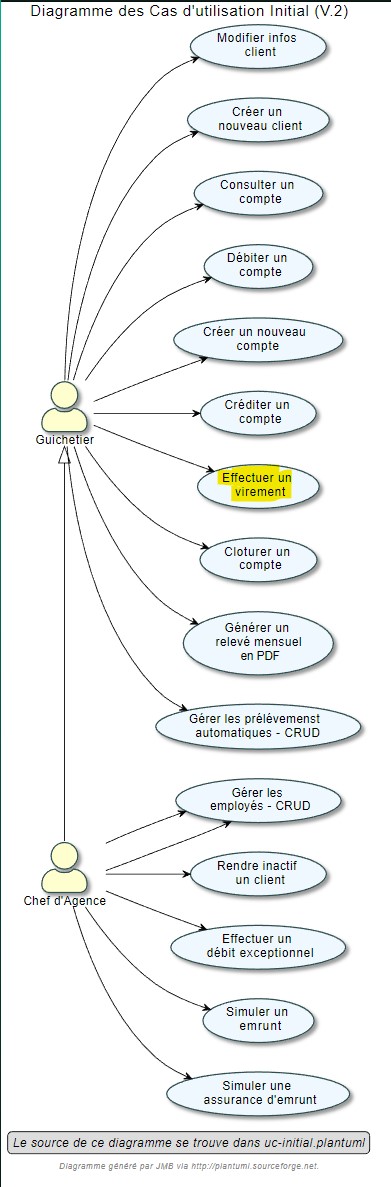 Diagramme des Cas d'utilisation Initial (V.2)
Modifier infos
client
Créer un
nouveau client
Consulter un
compte
Débiter un
compte
Créer un nouveau
compte
Guichetier
Créditer un
compte
Effectuer un
virement
Cloturer un
compte
Générer un
relevé mensuel
en PDF
Gérer les prélévemenst
automatiques - CRUD
Gérer les
employés - CRUD
Chef d'Agence
Rendre inactif
un client
Effectuer un
débit exceptionnel
Simuler un
emrunt
Simuler une
assurance d'emrunt
Le source de ce diagramme se trouve dans uc-initial.plantuml
Diagramme généré par JMB via http://plantuml.sourceforge.net.